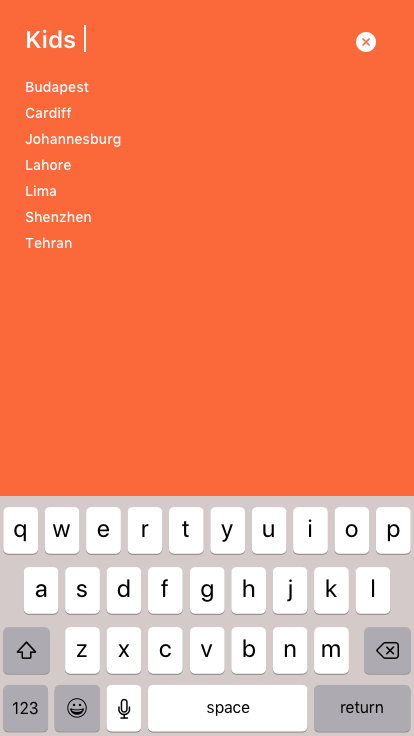 Kids
Budapest
Cardiff
Johannesburg
Lahore
Lima
Shenzhen
Tehran
q w e r t y u i o p
a s d f g h j k l
z x c v b n m
123 space return